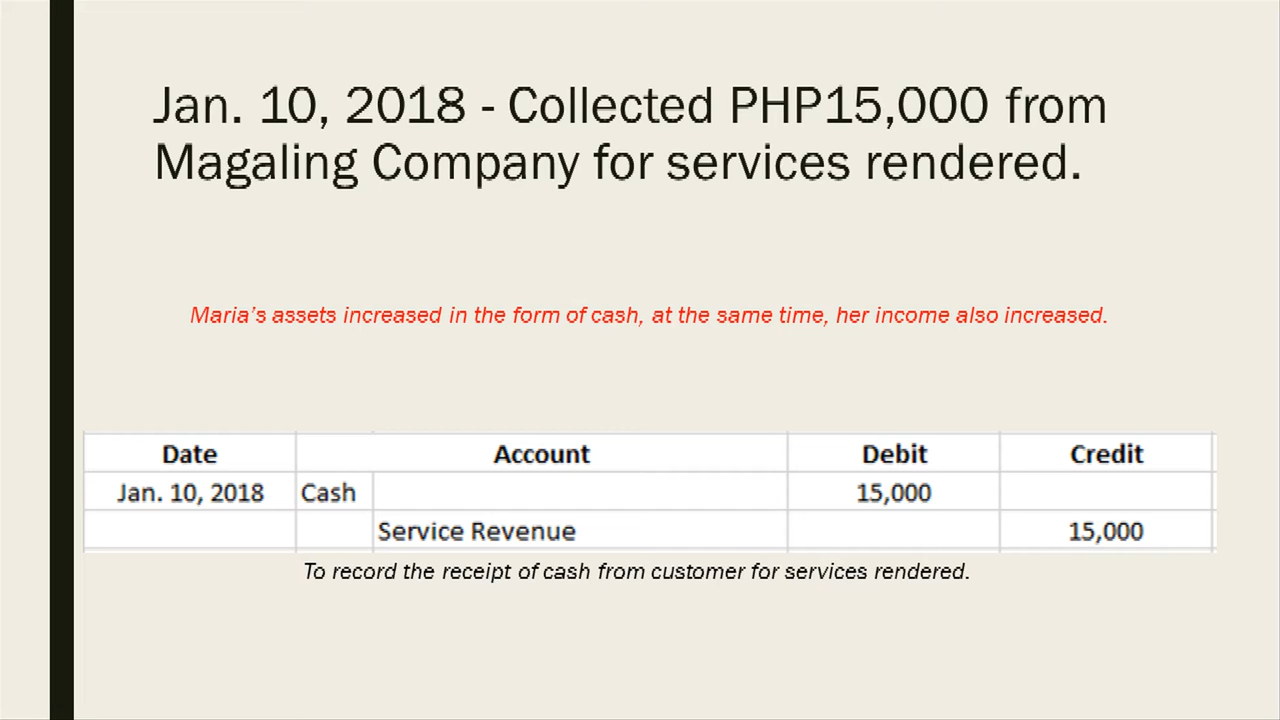 Jan. 10, 2018 - Collected PHP15,000 from
Magaling Company for services rendered.
Maria's assets increased in the form of cash, at the same time, her income also increased.
Date Account Debit Credit
Jan. 10, 2018 Cash 15,000
Service Revenue 15,000
To record the receipt of cash from customer for services rendered.